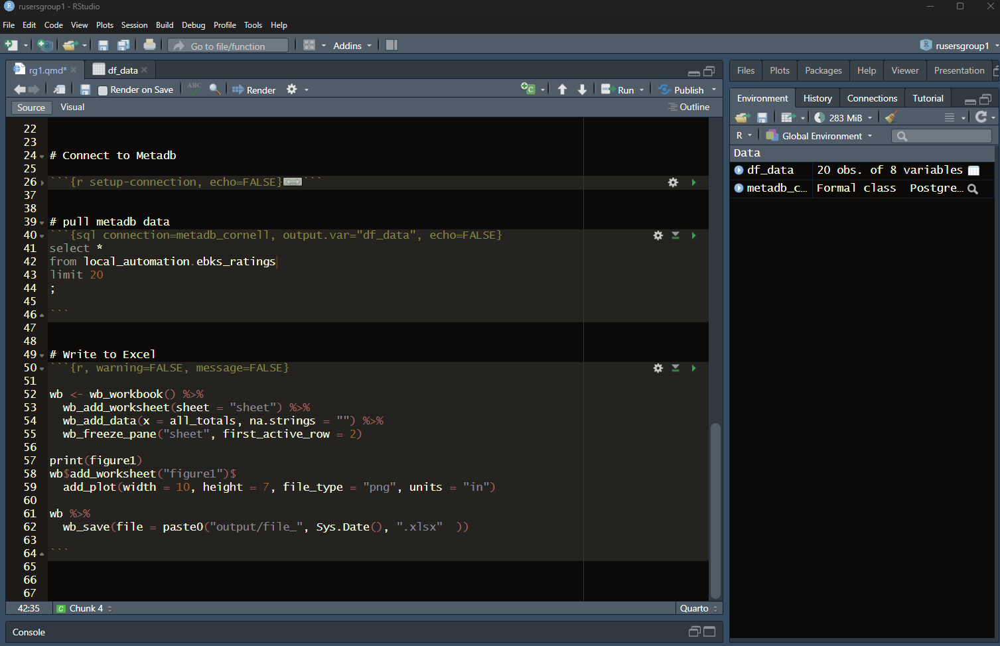 rusersgroup1 - RStudio
File Edit Code View Plots Session Build Debug Profile Tools Help
Go to file/function Addins rusersgroup1
rg1.qmd* df_data
Render on Save ABC Render Run Publish
Source Visual Outline
22
23
24 # Connect to Metadb
25
26 ```{r setup-connection, echo=FALSE} ```
37
38
39 # pull metadb data
40 ```{sql connection=metadb_cornell, output.var="df_data", echo=FALSE}
41 select *
42 from local_automation.ebks_ratings
43 limit 20
44 ;
45
46 ```
47
48
49 # Write to Excel
50 ```{r, warning=FALSE, message=FALSE}
51
52 wb <- wb_workbook() %>%
53   wb_add_worksheet(sheet = "sheet") %>%
54   wb_add_data(x = all_totals, na.strings = "") %>%
55   wb_freeze_pane("sheet", first_active_row = 2)
56
57 print(figure1)
58 wb$add_worksheet("figure1")$
59   add_plot(width = 10, height = 7, file_type = "png", units = "in")
60
61 wb %>%
62   wb_save(file = paste0("output/file_", Sys.Date(), ".xlsx"  ))
63
64 ```
65
66
67
42:35 C Chunk 4 Quarto
Console
Files Plots Packages Help Viewer Presentation
Environment History Connections Tutorial
283 MiB
R Global Environment
Data
df_data 20 obs. of 8 variables
metadb_c… Formal class Postgre…